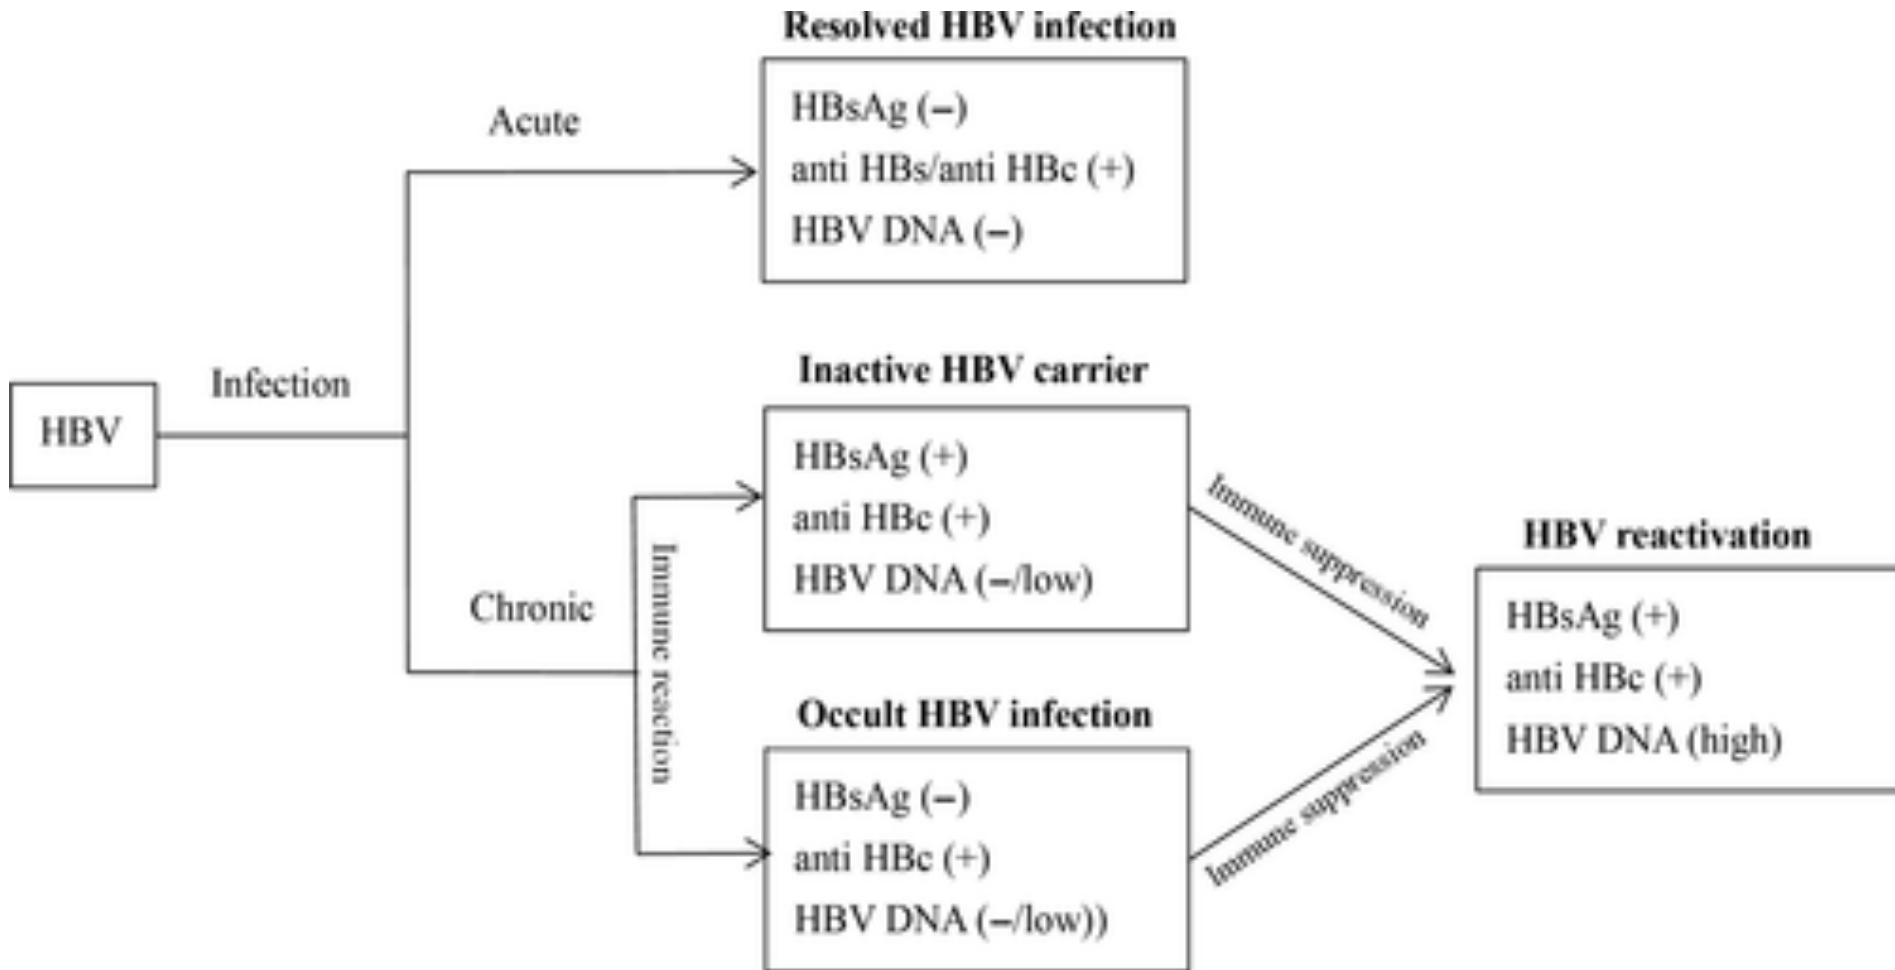 Resolved HBV infection
HBsAg (–)
anti HBs/anti HBc (+)
HBV DNA (–)
Acute
Infection
HBV
Chronic
Immune reaction
Inactive HBV carrier
HBsAg (+)
anti HBc (+)
HBV DNA (–/low)
Occult HBV infection
HBsAg (–)
anti HBc (+)
HBV DNA (–/low))
Immune suppression
Immune suppression
HBV reactivation
HBsAg (+)
anti HBc (+)
HBV DNA (high)